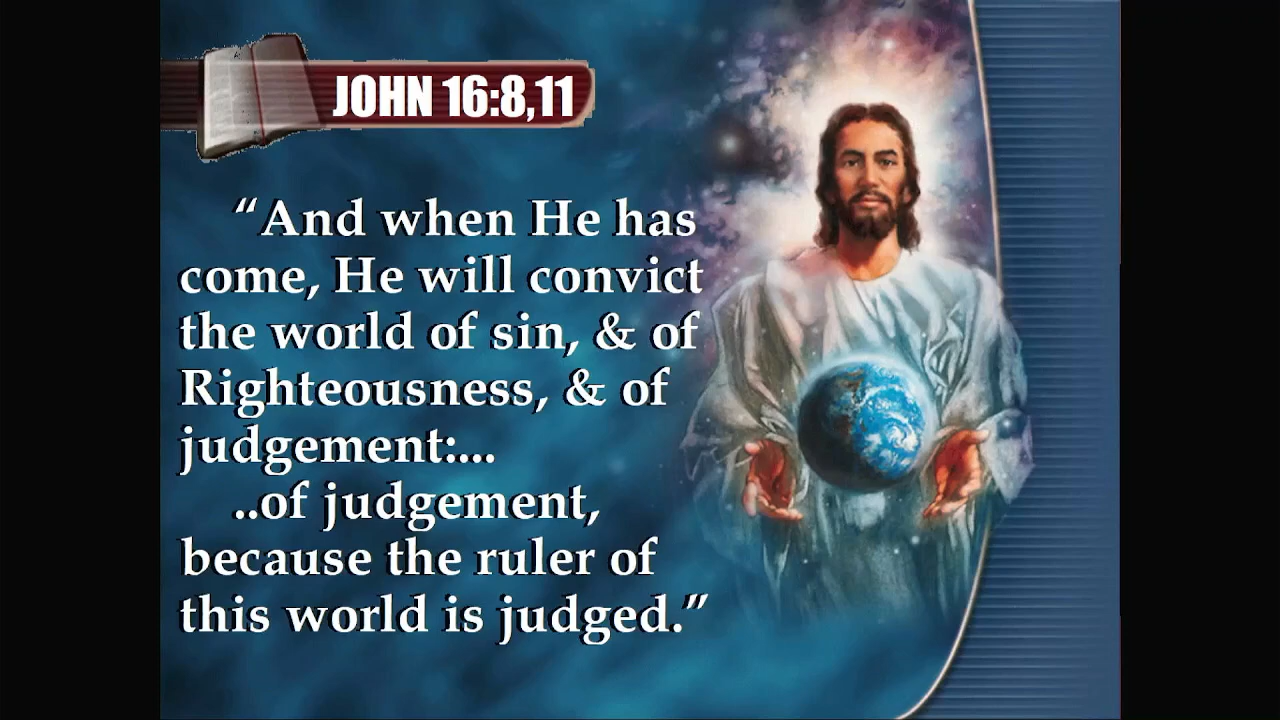 JOHN 16:8,11
“And when He has
come, He will convict
the world of sin, & of
Righteousness, & of
judgement:...
..of judgement,
because the ruler of
this world is judged.”